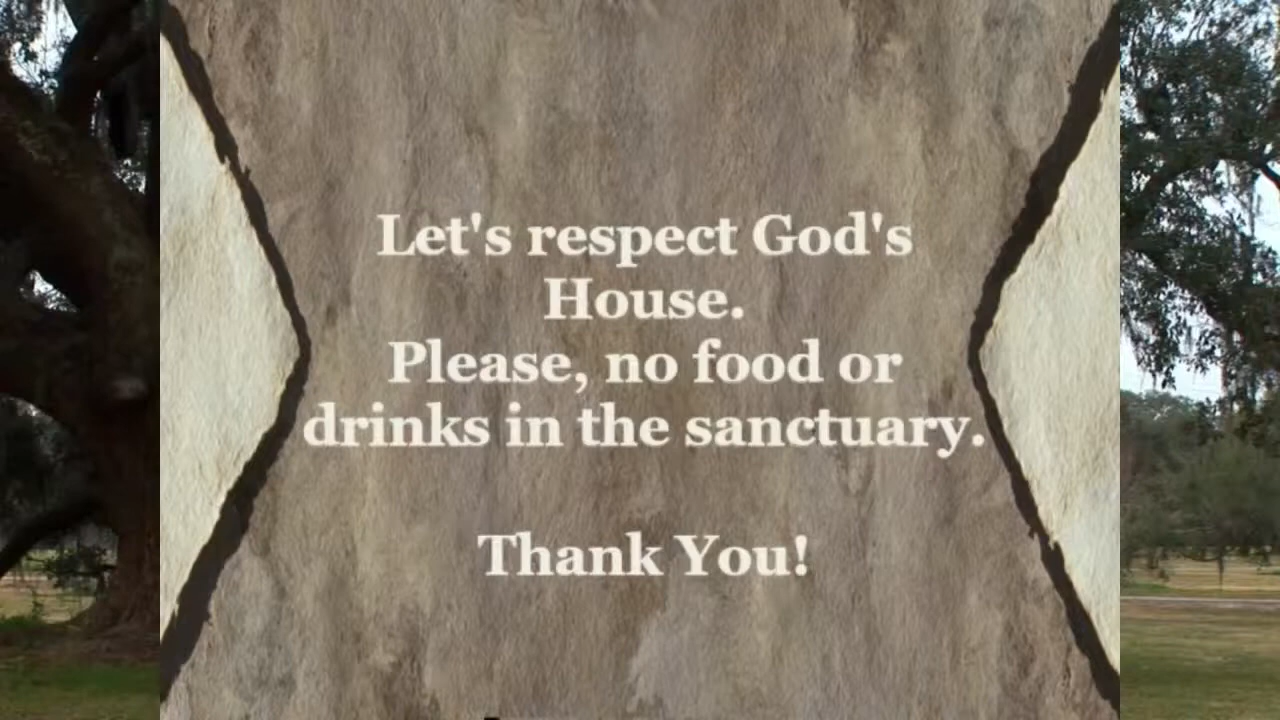 Let's respect God's
House.
Please, no food or
drinks in the sanctuary.
Thank You!